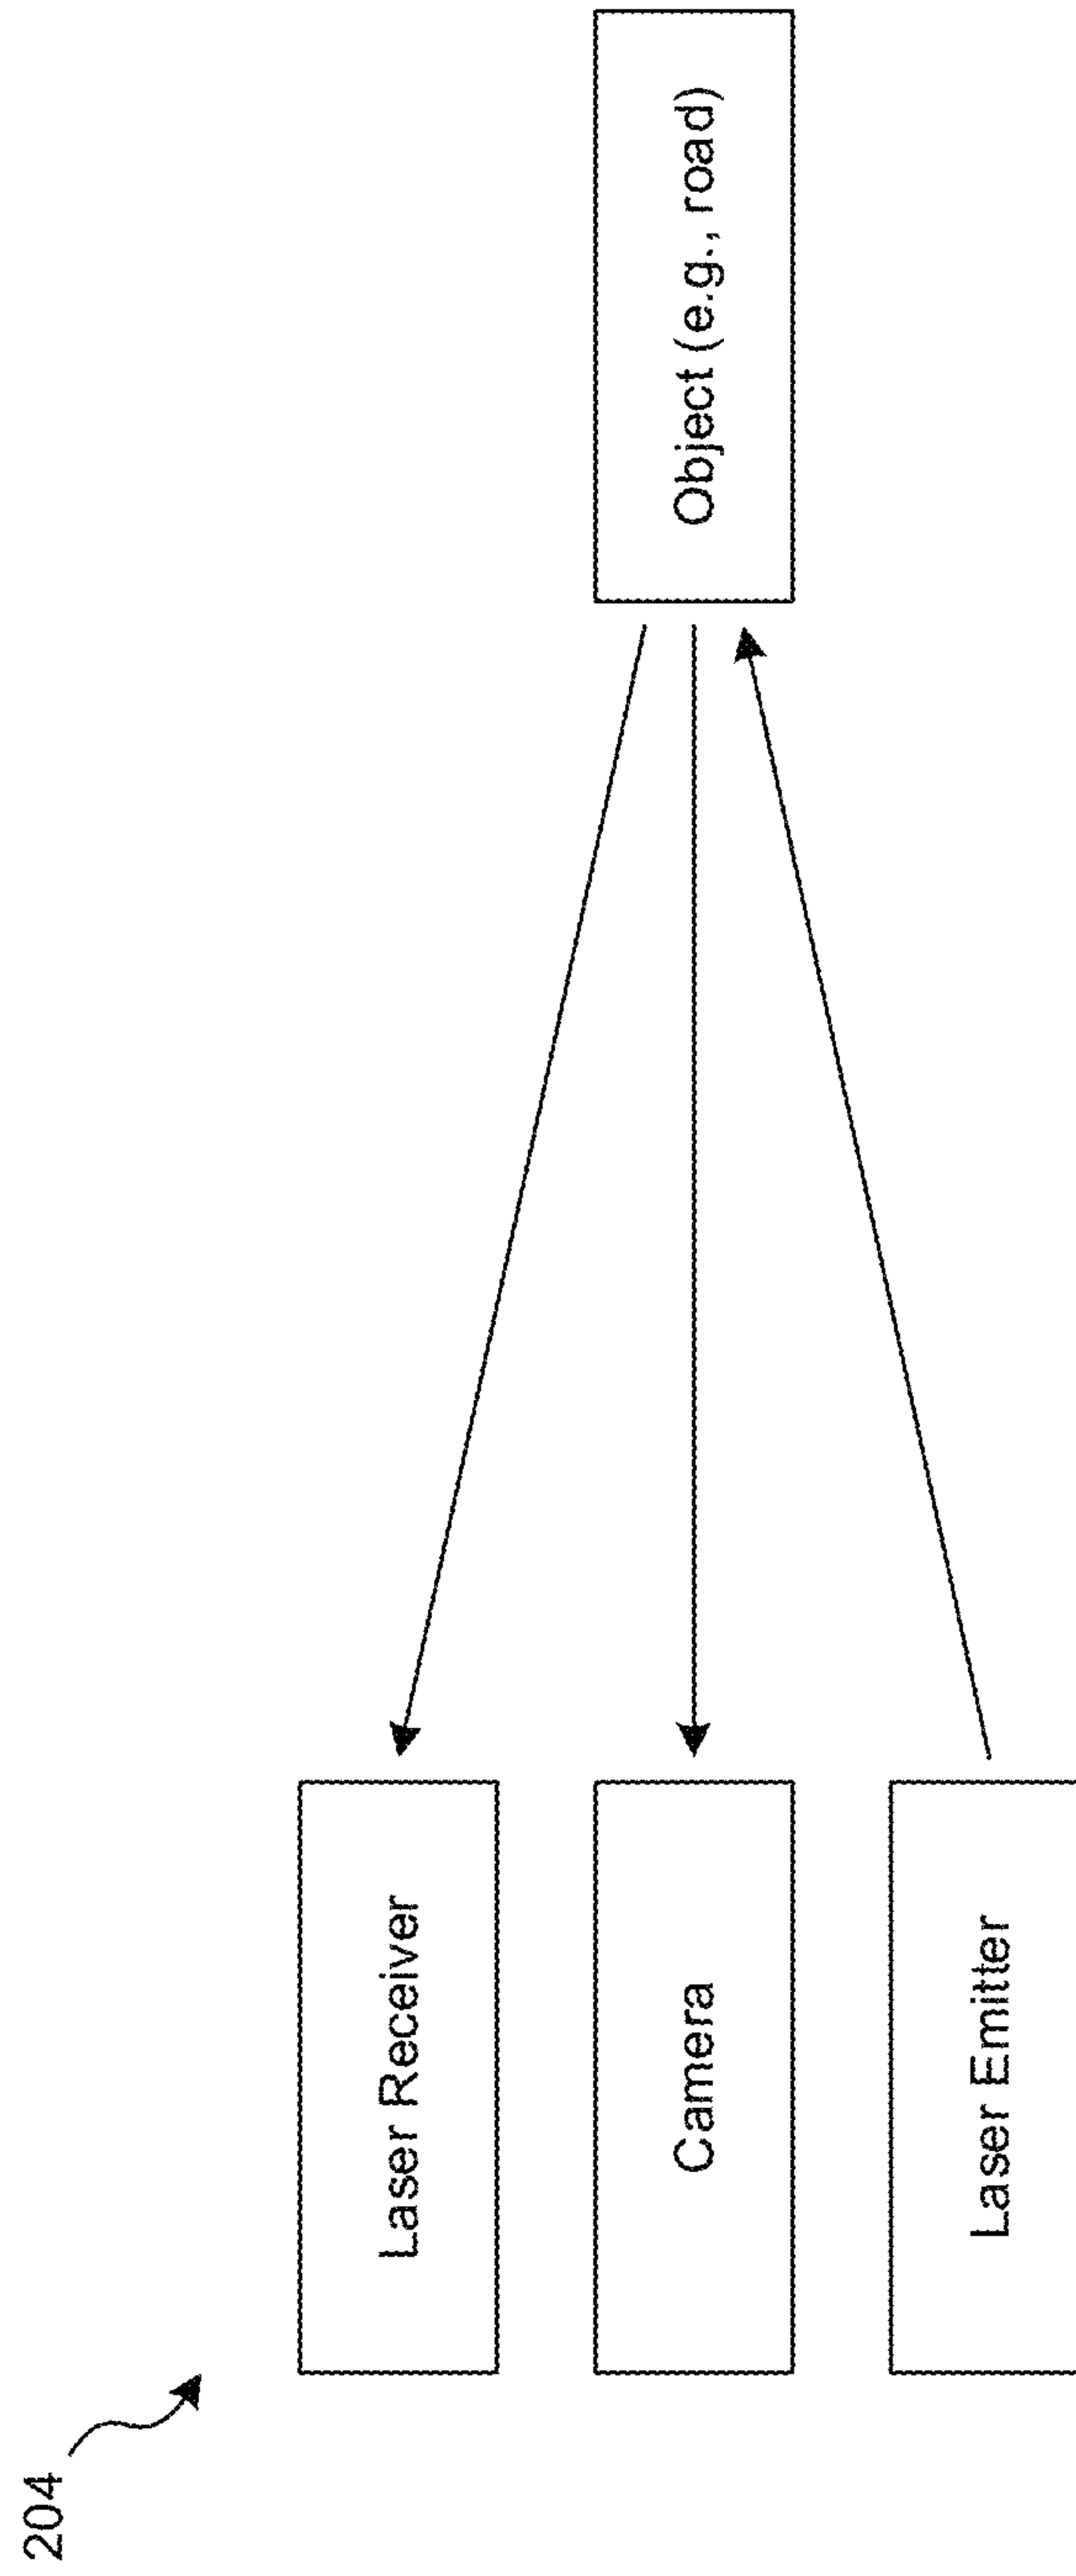 204
Laser Receiver
Camera
Laser Emitter
Object (e.g., road)